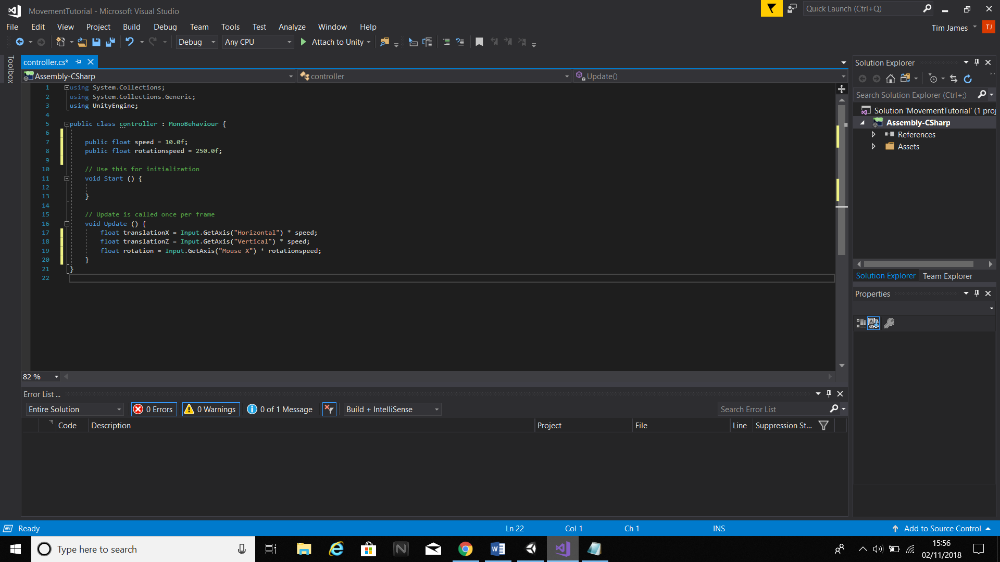 MovementTutorial - Microsoft Visual Studio
Quick Launch (Ctrl+Q)
File Edit View Project Build Debug Team Tools Test Analyze Window Help
Tim James TJ
Debug Any CPU Attach to Unity
Toolbox
controller.cs*
Assembly-CSharp controller Update()
1 using System.Collections;
2 using System.Collections.Generic;
3 using UnityEngine;
4
5 public class controller : MonoBehaviour {
6
7 public float speed = 10.0f;
8 public float rotationspeed = 250.0f;
9
10 // Use this for initialization
11 void Start () {
12
13 }
14
15 // Update is called once per frame
16 void Update () {
17 float translationX = Input.GetAxis("Horizontal") * speed;
18 float translationZ = Input.GetAxis("Vertical") * speed;
19 float rotation = Input.GetAxis("Mouse X") * rotationspeed;
20 }
21 }
22
82 %
Solution Explorer
Search Solution Explorer (Ctrl+;)
Solution 'MovementTutorial' (1 proj
Assembly-CSharp
References
Assets
Solution Explorer Team Explorer
Properties
Error List ...
Entire Solution 0 Errors 0 Warnings 0 of 1 Message Build + IntelliSense Search Error List
Code Description Project File Line Suppression St...
Ready Ln 22 Col 1 Ch 1 INS Add to Source Control
Type here to search
15:56
02/11/2018